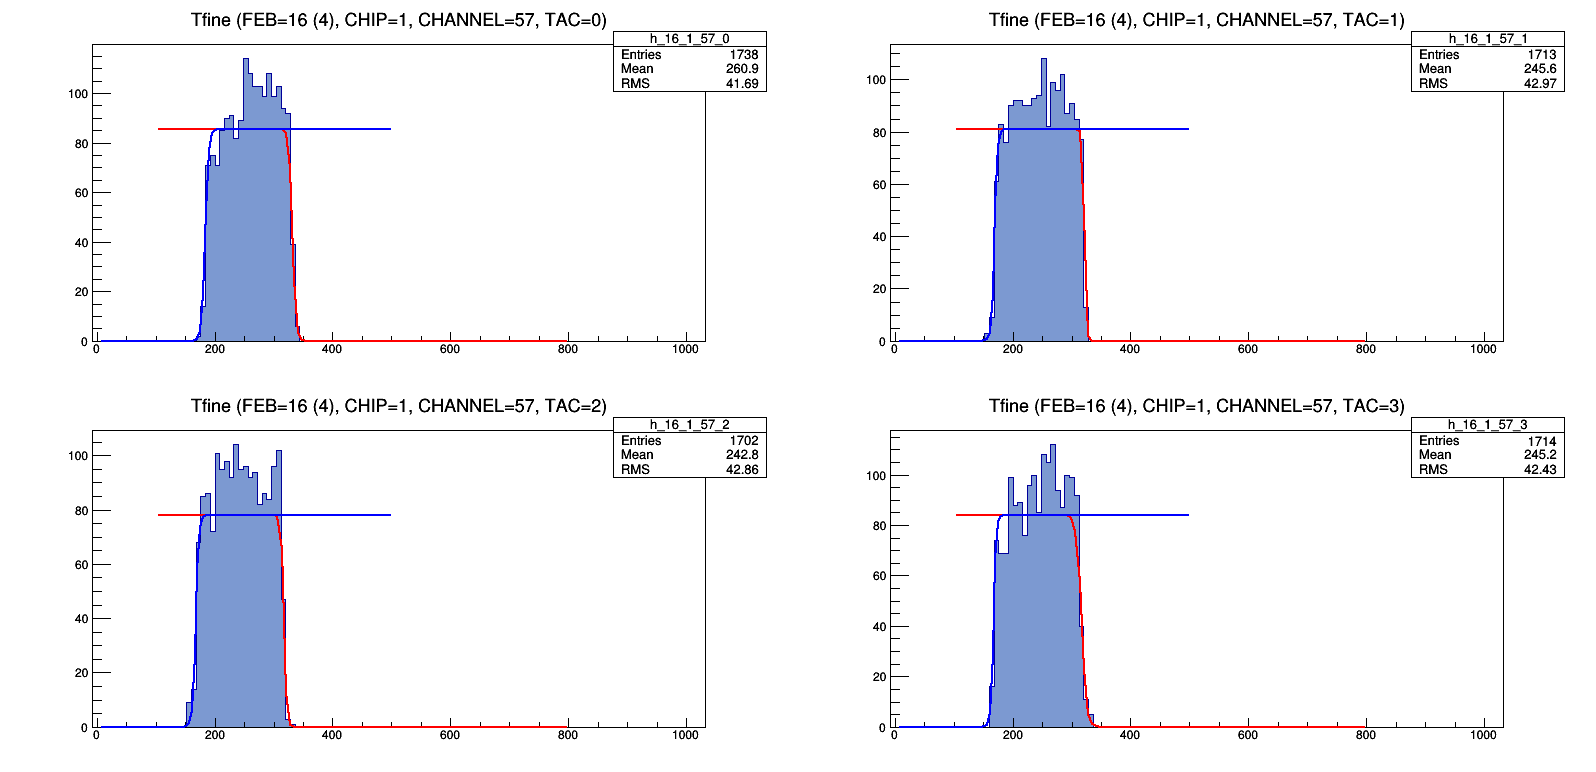 Tfine (FEB=16 (4), CHIP=1, CHANNEL=57, TAC=0)
h_16_1_57_0
Entries 1738
Mean 260.9
RMS 41.69
100
80
60
40
20
0
0 200 400 600 800 1000
Tfine (FEB=16 (4), CHIP=1, CHANNEL=57, TAC=1)
h_16_1_57_1
Entries 1713
Mean 245.6
RMS 42.97
100
80
60
40
20
0
0 200 400 600 800 1000
Tfine (FEB=16 (4), CHIP=1, CHANNEL=57, TAC=2)
h_16_1_57_2
Entries 1702
Mean 242.8
RMS 42.86
100
80
60
40
20
0
0 200 400 600 800 1000
Tfine (FEB=16 (4), CHIP=1, CHANNEL=57, TAC=3)
h_16_1_57_3
Entries 1714
Mean 245.2
RMS 42.43
100
80
60
40
20
0
0 200 400 600 800 1000